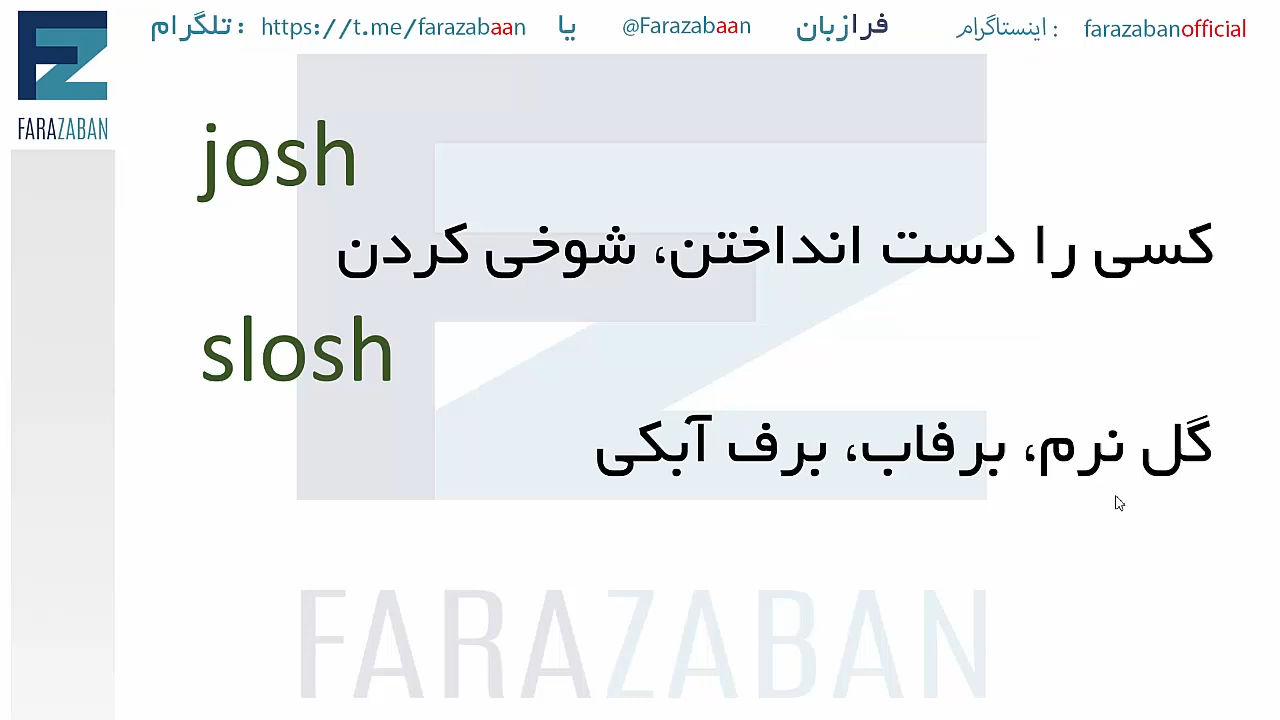 تلگرام : https://t.me/farazabaan یا @Farazabaan فرازبان اینستاگرام : farazabanofficial
FZ
FARAZABAN
josh
کسی را دست انداختن، شوخی کردن
slosh
گل نرم، برفاب، برف آبکی
FARAZABAN